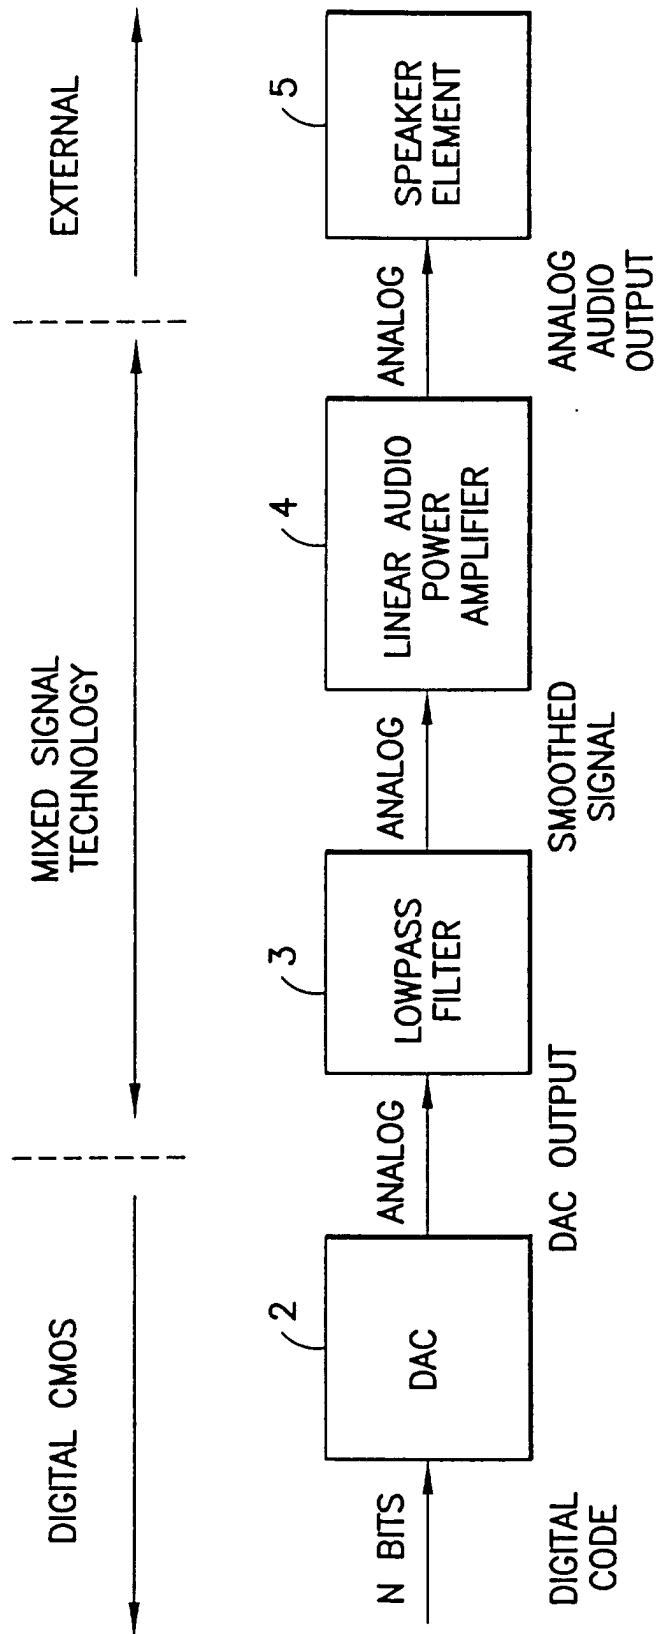 DIGITAL CMOS
MIXED SIGNAL
TECHNOLOGY
EXTERNAL
2
3
4
5
N BITS
DAC
ANALOG
LOWPASS
FILTER
ANALOG
LINEAR AUDIO
POWER
AMPLIFIER
ANALOG
SPEAKER
ELEMENT
DIGITAL
CODE
DAC OUTPUT
SMOOTHED
SIGNAL
ANALOG
AUDIO
OUTPUT